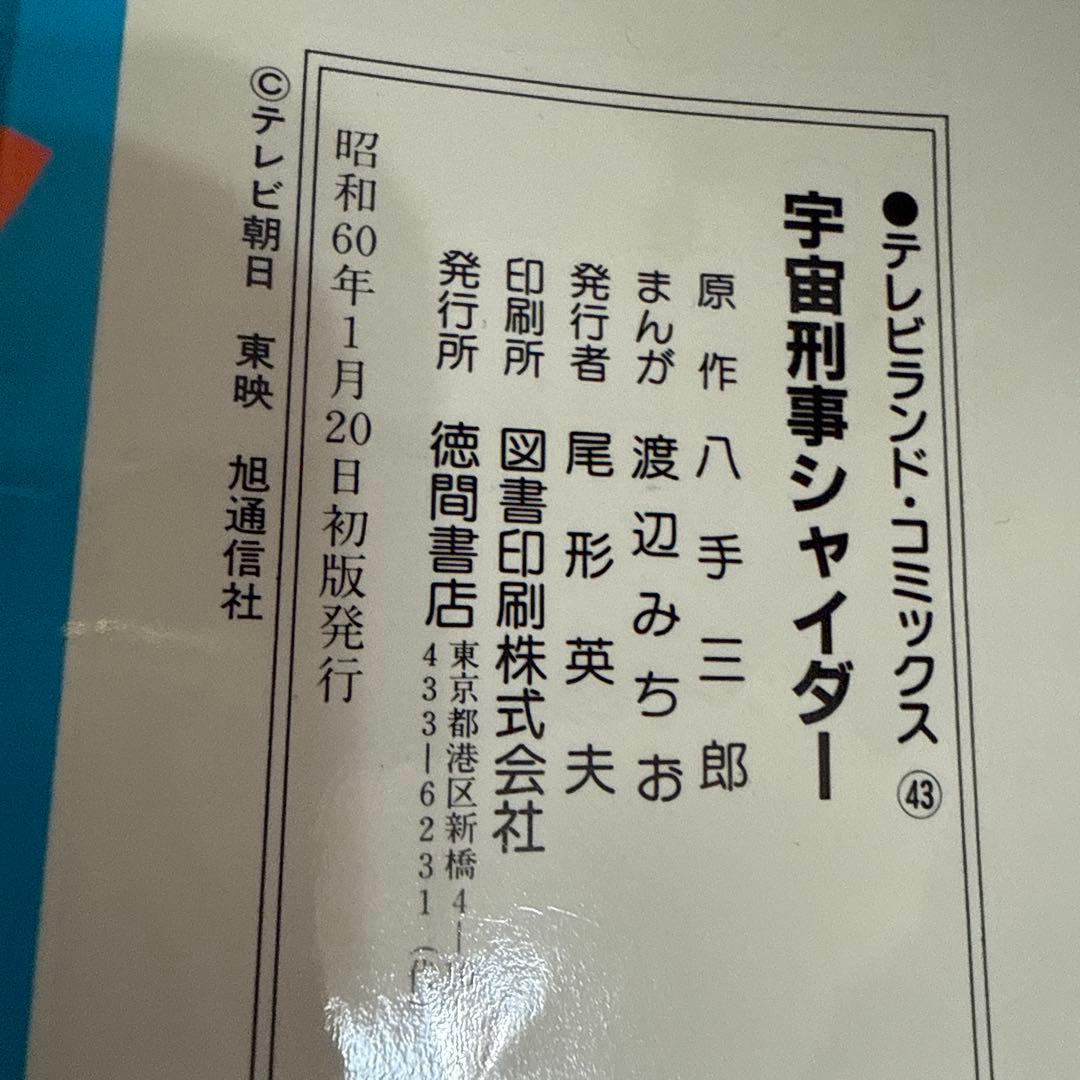 ●テレビランド・コミックス㊸
宇宙刑事シャイダー
原作 八手三郎
まんが 渡辺みちお
発行者 尾形英夫
印刷所 図書印刷株式会社
発行所 徳間書店
東京都港区新橋4—10
433—6231(代)
昭和60年1月20日初版発行
©テレビ朝日 東映 旭通信社